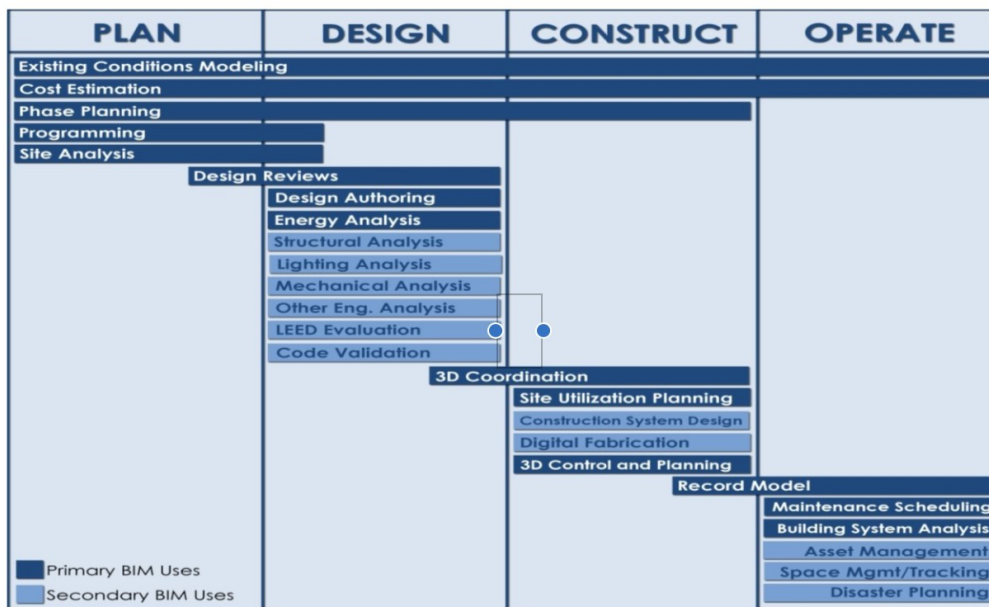 PLAN DESIGN CONSTRUCT OPERATE
Existing Conditions Modeling
Cost Estimation
Phase Planning
Programming
Site Analysis
Design Reviews
Design Authoring
Energy Analysis
Structural Analysis
Lighting Analysis
Mechanical Analysis
Other Eng. Analysis
LEED Evaluation
Code Validation
3D Coordination
Site Utilization Planning
Construction System Design
Digital Fabrication
3D Control and Planning
Record Model
Maintenance Scheduling
Building System Analysis
Asset Management
Space Mgmt/Tracking
Disaster Planning
Primary BIM Uses
Secondary BIM Uses